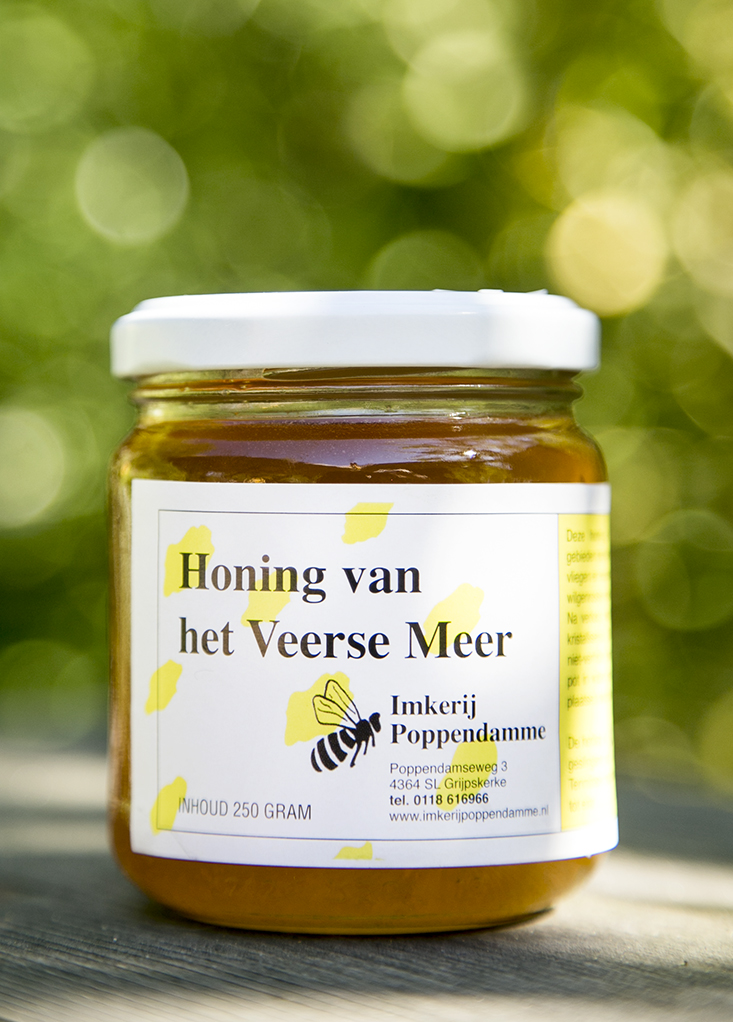 Honing van
het Veerse Meer
Imkerij
Poppendamme
Poppendamseweg 3
4364 SL Grijpskerke
tel. 0118 616966
www.imkerijpoppendamme.nl
INHOUD 250 GRAM
Deze